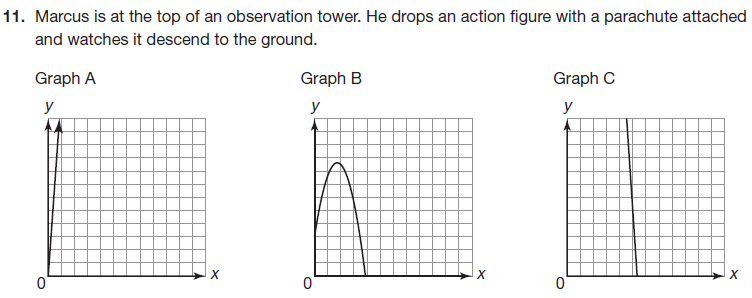 11. Marcus is at the top of an observation tower. He drops an action figure with a parachute attached
and watches it descend to the ground.
Graph A
Graph B
Graph C
y
y
y
x
x
x
0
0
0